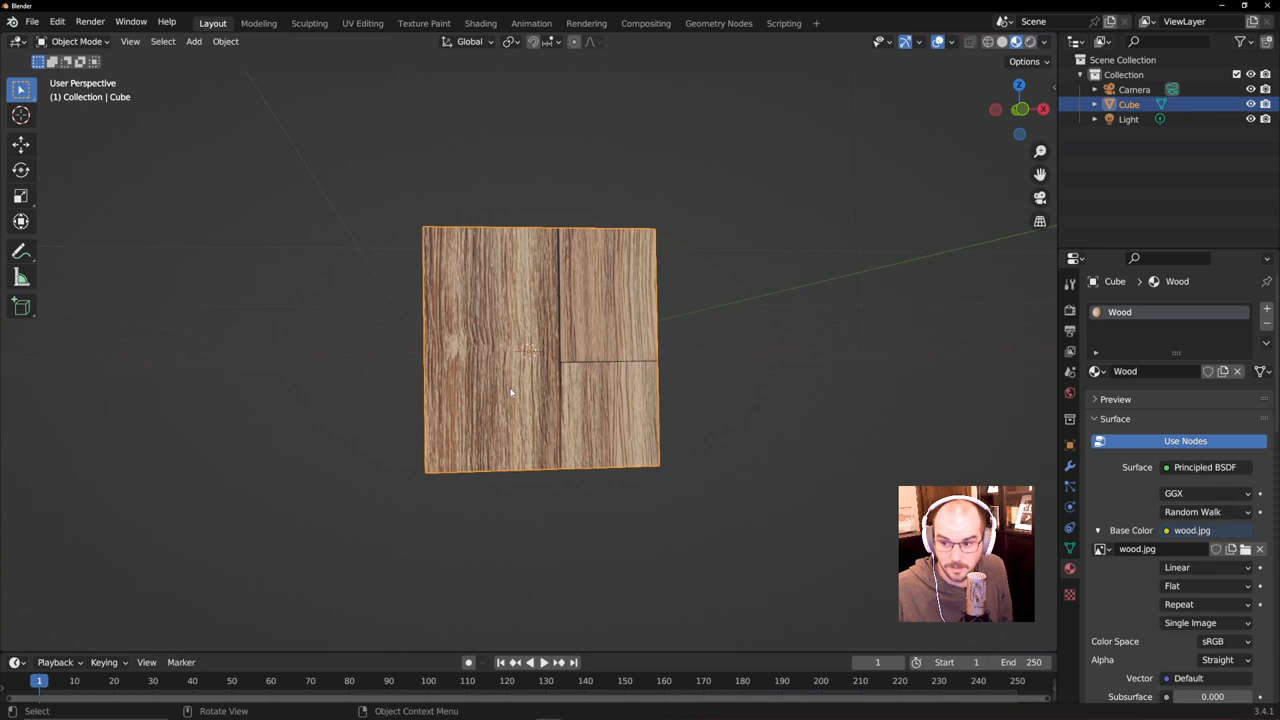 Blender
File Edit Render Window Help Layout Modeling Sculpting UV Editing Texture Paint Shading Animation Rendering Compositing Geometry Nodes Scripting + Scene ViewLayer
Object Mode View Select Add Object Global
Options
User Perspective
(1) Collection | Cube
Z
X
Scene Collection
Collection
Camera
Cube
Light
Cube > Wood
Wood
Wood
Preview
Surface
Use Nodes
Surface Principled BSDF
GGX
Random Walk
Base Color wood.jpg
wood.jpg
Linear
Flat
Repeat
Single Image
Color Space sRGB
Alpha Straight
Vector Default
Subsurface 0.000
Playback Keying View Marker 1 Start 1 End 250
1 10 20 30 40 50 60 70 80 90 100 110 120 130 140 150 160 170 180 190 200 210 220 230 240 250
Select Rotate View Object Context Menu 3.4.1